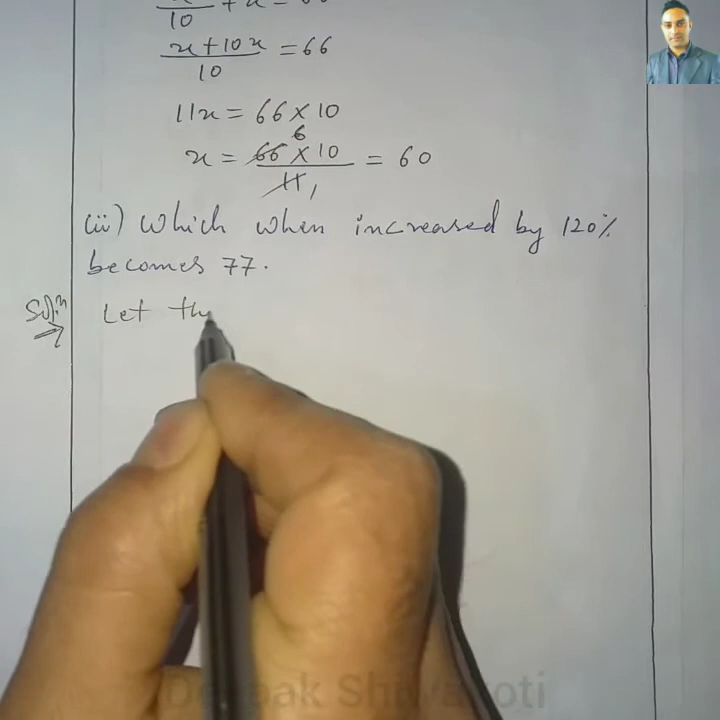 10
x + 10x = 66
10
11x = 66 × 10
6
x = 66 × 10 = 60
11 1
(iii) Which when increased by 120%
becomes 77.
Solⁿ Let th